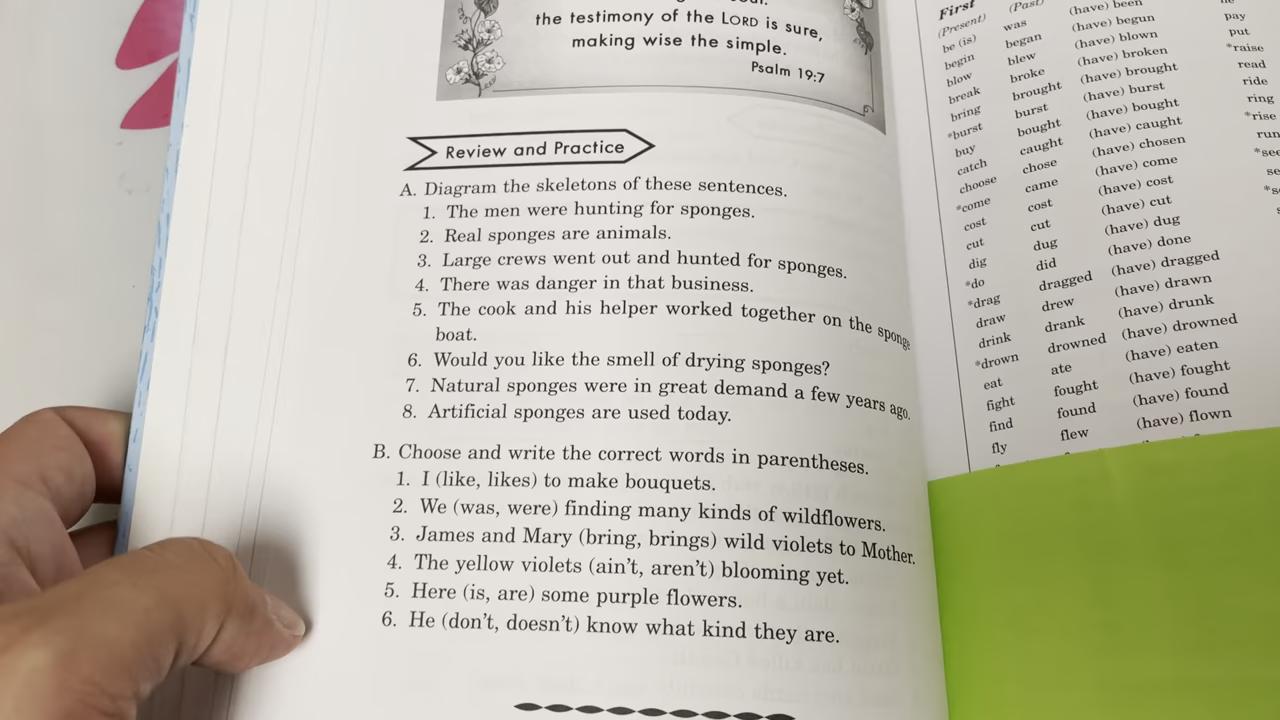 the testimony of the LORD is sure,
making wise the simple.
Psalm 19:7
Review and Practice
A. Diagram the skeletons of these sentences.
1. The men were hunting for sponges.
2. Real sponges are animals.
3. Large crews went out and hunted for sponges.
4. There was danger in that business.
5. The cook and his helper worked together on the sponge
boat.
6. Would you like the smell of drying sponges?
7. Natural sponges were in great demand a few years ago.
8. Artificial sponges are used today.
B. Choose and write the correct words in parentheses.
1. I (like, likes) to make bouquets.
2. We (was, were) finding many kinds of wildflowers.
3. James and Mary (bring, brings) wild violets to Mother.
4. The yellow violets (ain't, aren't) blooming yet.
5. Here (is, are) some purple flowers.
6. He (don't, doesn't) know what kind they are.
First
(Present) (Past)
be (is) was (have) been
begin began (have) begun
blow blew (have) blown
break broke (have) broken
bring brought (have) brought
*burst burst (have) burst
buy bought (have) bought
catch caught (have) caught
choose chose (have) chosen
*come came (have) come
cost cost (have) cost
cut cut (have) cut
dig dug (have) dug
*do did (have) done
*drag dragged (have) dragged
draw drew (have) drawn
drink drank (have) drunk
*drown drowned (have) drowned
eat ate (have) eaten
fight fought (have) fought
find found (have) found
fly flew (have) flown
pay
put
*raise
read
ride
ring
*rise
run